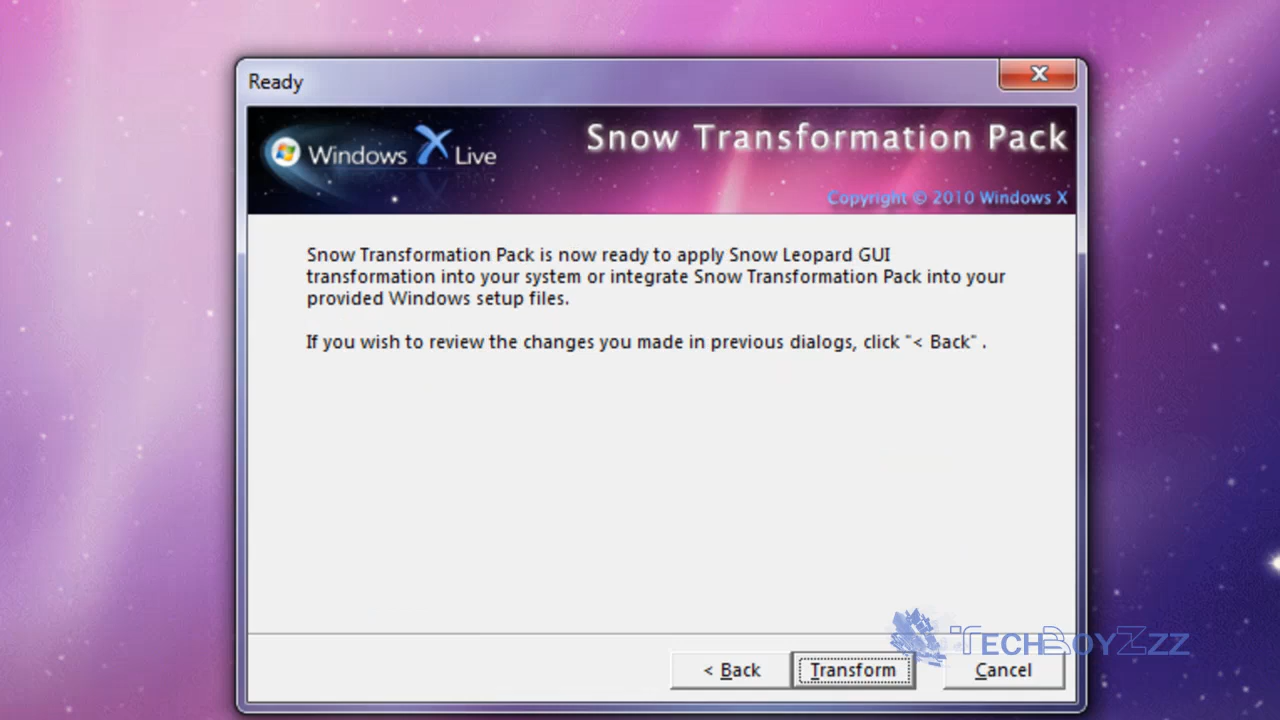 Ready
Windows X Live
Snow Transformation Pack
Copyright © 2010 Windows X
Snow Transformation Pack is now ready to apply Snow Leopard GUI
transformation into your system or integrate Snow Transformation Pack into your
provided Windows setup files.
If you wish to review the changes you made in previous dialogs, click "< Back" .
TECHBOYZZZ
< Back
Transform
Cancel